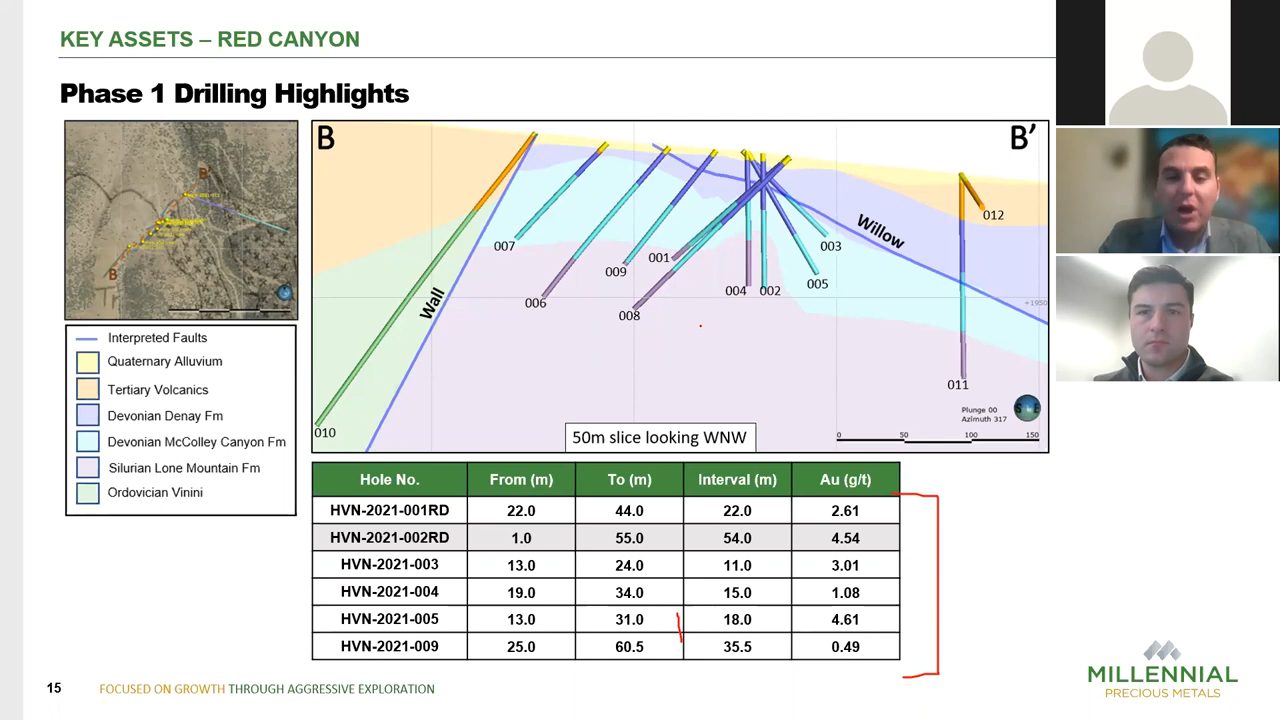 KEY ASSETS – RED CANYON
Phase 1 Drilling Highlights
B'
B
B
B'
Wall
Willow
007
006
009
001
008
004
002
005
003
012
011
010
+1950
Plunge 00
Azimuth 317
S E
0 50 100 150
50m slice looking WNW
Interpreted Faults
Quaternary Alluvium
Tertiary Volcanics
Devonian Denay Fm
Devonian McColley Canyon Fm
Silurian Lone Mountain Fm
Ordovician Vinini
Hole No. From (m) To (m) Interval (m) Au (g/t)
HVN-2021-001RD 22.0 44.0 22.0 2.61
HVN-2021-002RD 1.0 55.0 54.0 4.54
HVN-2021-003 13.0 24.0 11.0 3.01
HVN-2021-004 19.0 34.0 15.0 1.08
HVN-2021-005 13.0 31.0 18.0 4.61
HVN-2021-009 25.0 60.5 35.5 0.49
15 FOCUSED ON GROWTH THROUGH AGGRESSIVE EXPLORATION
MILLENNIAL
PRECIOUS METALS